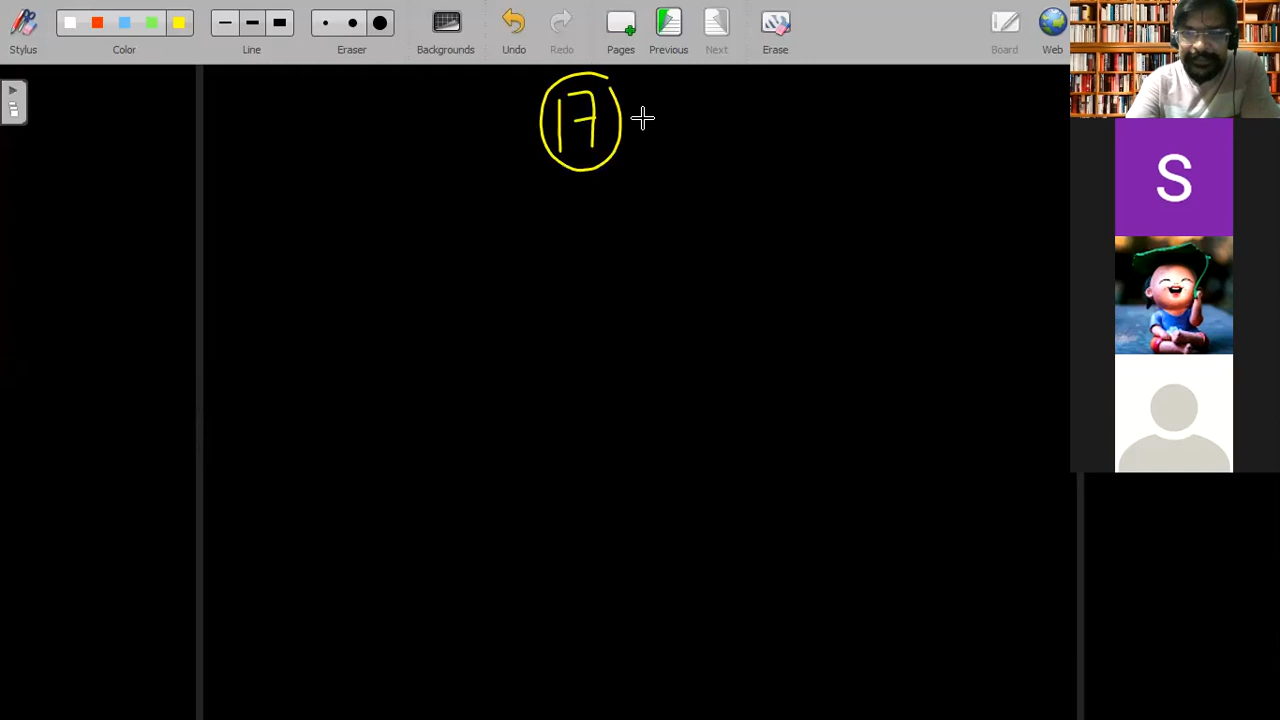 Stylus Color Line Eraser Backgrounds Undo Redo Pages Previous Next Erase Board Web
17
S